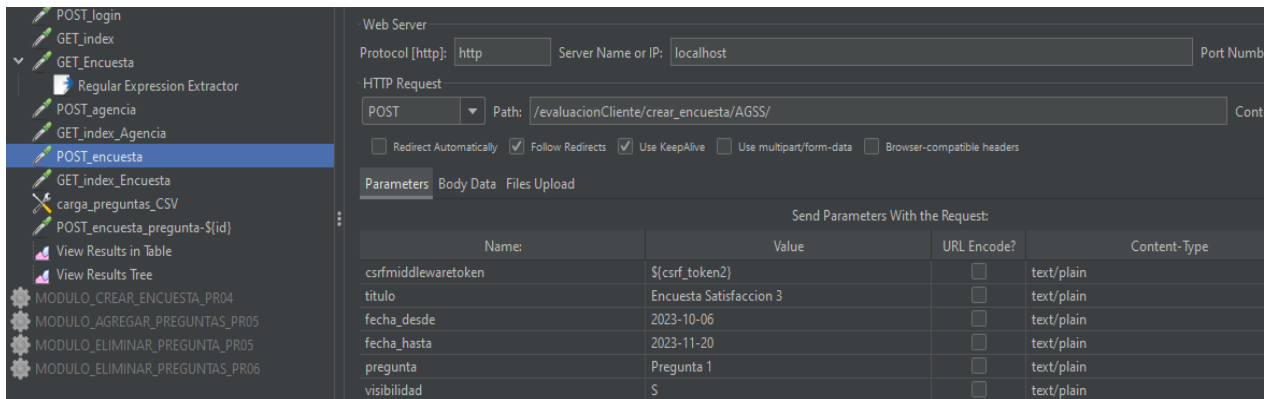 POST_login
GET_index
GET_Encuesta
Regular Expression Extractor
POST_agencia
GET_index_Agencia
POST_encuesta
GET_index_Encuesta
carga_preguntas_CSV
POST_encuesta_pregunta-${id}
View Results in Table
View Results Tree
MODULO_CREAR_ENCUESTA_PR04
MODULO_AGREGAR_PREGUNTAS_PR05
MODULO_ELIMINAR_PREGUNTA_PR05
MODULO_ELIMINAR_PREGUNTAS_PR06
Web Server
Protocol [http]: http Server Name or IP: localhost Port Numb
HTTP Request
POST Path: /evaluacionCliente/crear_encuesta/AGSS/ Cont
Redirect Automatically Follow Redirects Use KeepAlive Use multipart/form-data Browser-compatible headers
Parameters Body Data Files Upload
Send Parameters With the Request:
Name: Value URL Encode? Content-Type
csrfmiddlewaretoken ${csrf_token2} text/plain
titulo Encuesta Satisfaccion 3 text/plain
fecha_desde 2023-10-06 text/plain
fecha_hasta 2023-11-20 text/plain
pregunta Pregunta 1 text/plain
visibilidad S text/plain